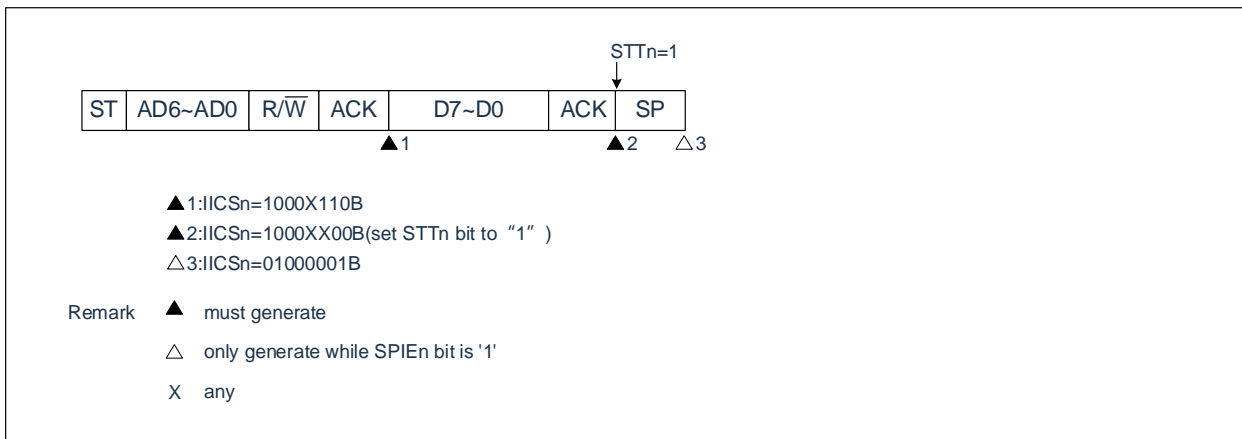 STTn=1
ST AD6~AD0 R/W̅ ACK D7~D0 ACK SP
▲1 ▲2 △3
▲1:IICSn=1000X110B
▲2:IICSn=1000XX00B(set STTn bit to “1” )
△3:IICSn=01000001B
Remark ▲ must generate
△ only generate while SPIEn bit is '1'
X any